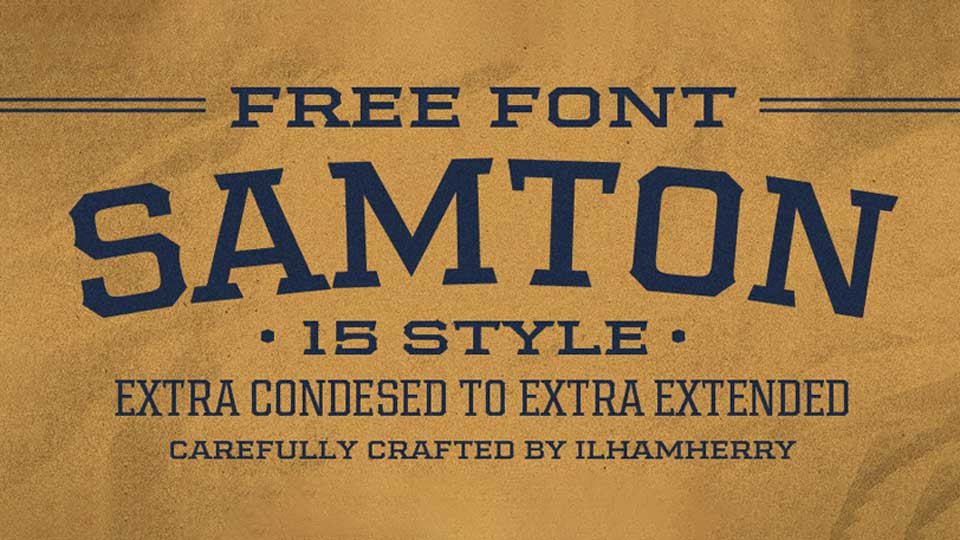 FREE FONT
SAMTON
• 15 STYLE •
EXTRA CONDESED TO EXTRA EXTENDED
CAREFULLY CRAFTED BY ILHAMHERRY